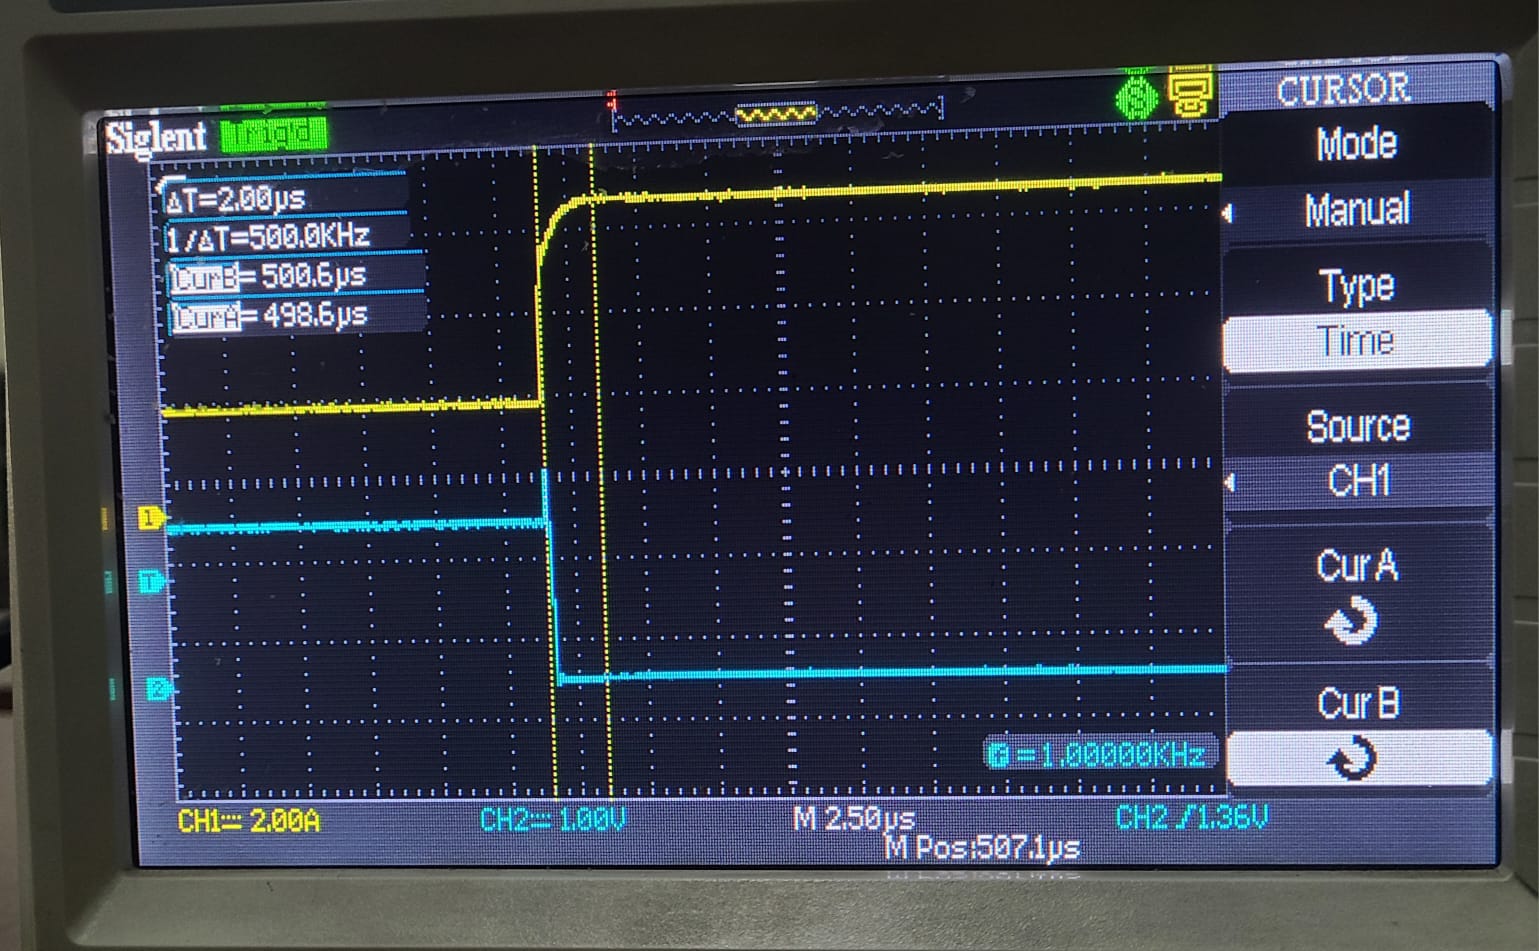 Siglent
CURSOR
Mode
Manual
ΔT=2.00µs
1/ΔT=500.0KHz
CurB=500.6µs
CurA=498.6µs
Type
Time
Source
CH1
1
T
2
Cur A
Cur B
=1.00000KHz
CH1 2.00A
CH2 1.00V
M 2.50µs
CH2 /1.36V
M Pos:507.1µs